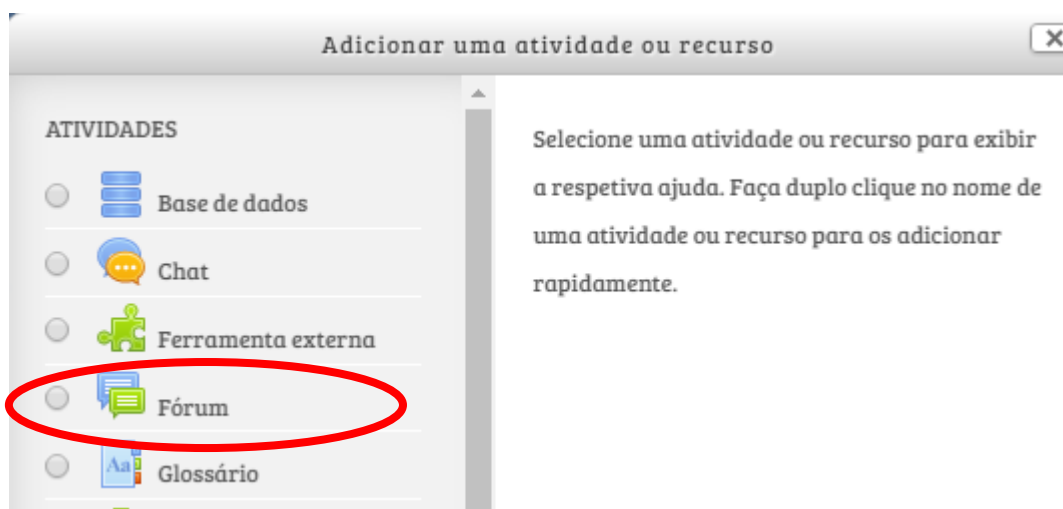 Adicionar uma atividade ou recurso
ATIVIDADES
Base de dados
Chat
Ferramenta externa
Fórum
Aa
Glossário
Selecione uma atividade ou recurso para exibir
a respetiva ajuda. Faça duplo clique no nome de
uma atividade ou recurso para os adicionar
rapidamente.